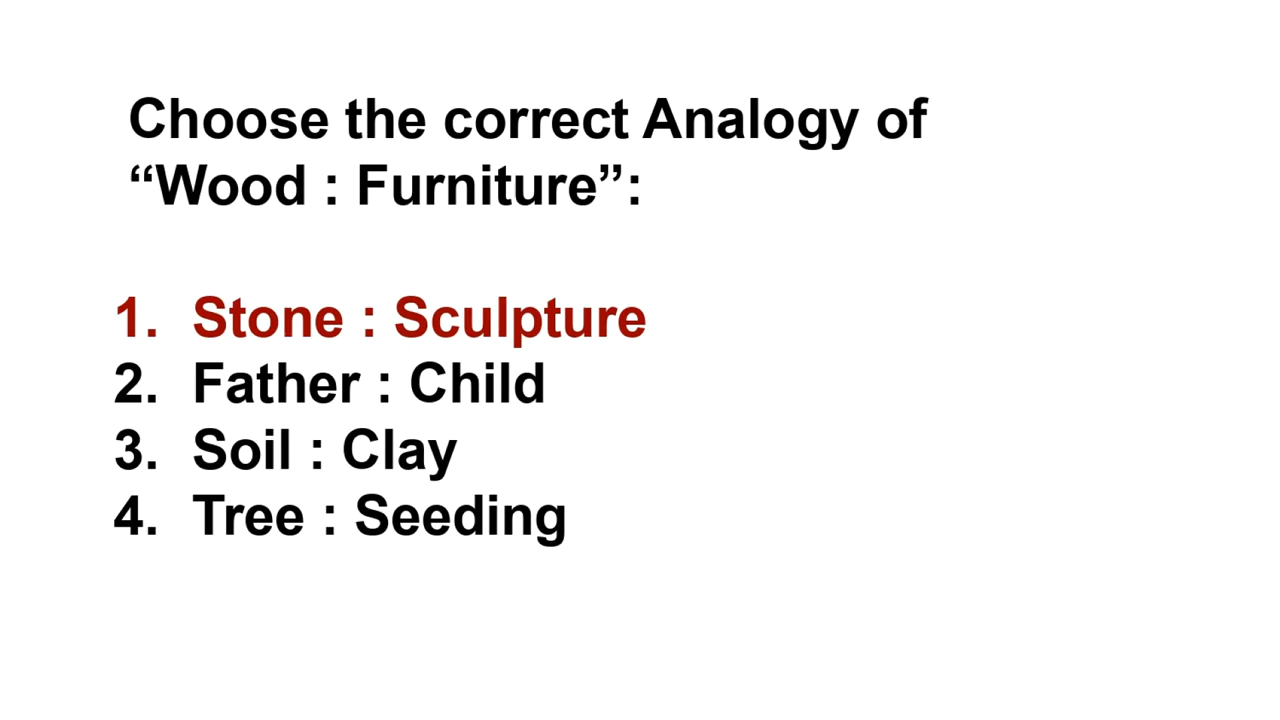 Choose the correct Analogy of
“Wood : Furniture”:
1. Stone : Sculpture
2. Father : Child
3. Soil : Clay
4. Tree : Seeding